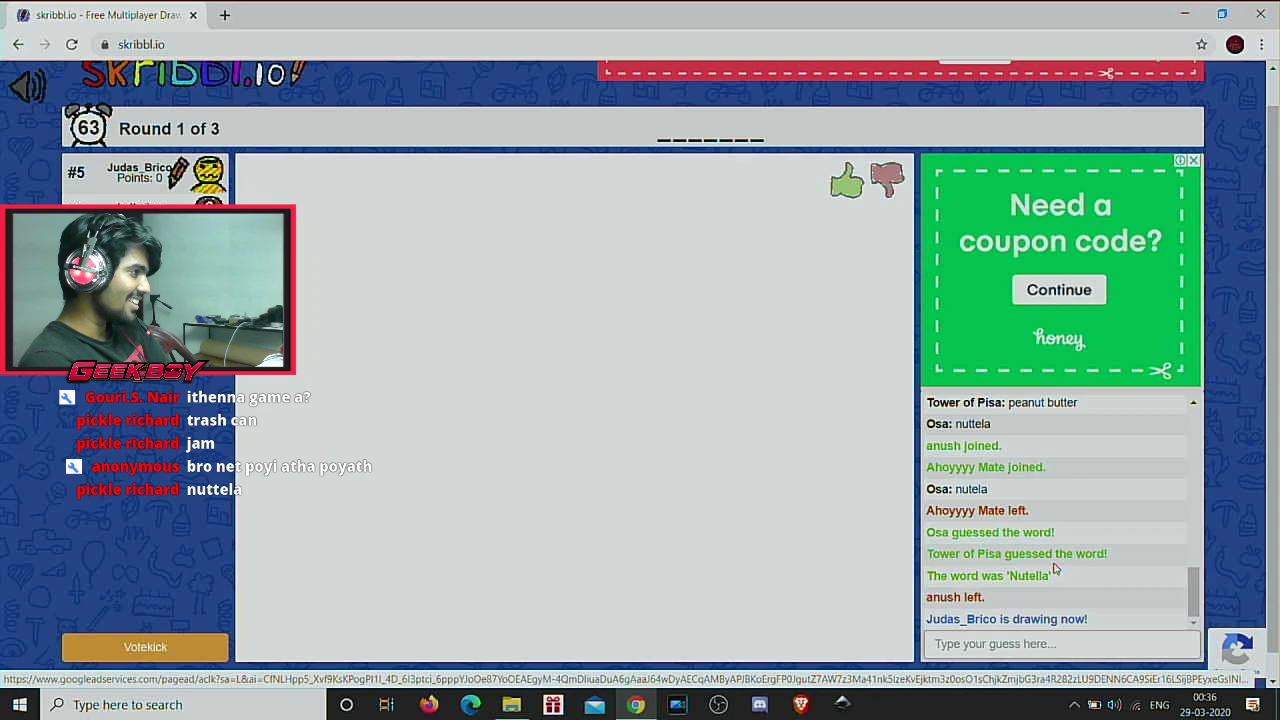 skribbl.io - Free Multiplayer Draw
skribbl.io
skribbl.io
63
Round 1 of 3
_ _ _ _ _ _ _
#5
Judas_Brico
Points: 0
Need a
coupon code?
Continue
honey
GEEKBOY
Gouri.S. Nair ithenna game a?
pickle richard trash can
pickle richard jam
anonymous bro net poyi atha poyath
pickle richard nuttela
Tower of Pisa: peanut butter
Osa: nuttela
anush joined.
Ahoyyyy Mate joined.
Osa: nutela
Ahoyyyy Mate left.
Osa guessed the word!
Tower of Pisa guessed the word!
The word was 'Nutella'
anush left.
Judas_Brico is drawing now!
Type your guess here...
Votekick
Type here to search
ENG
00:36
29-03-2020